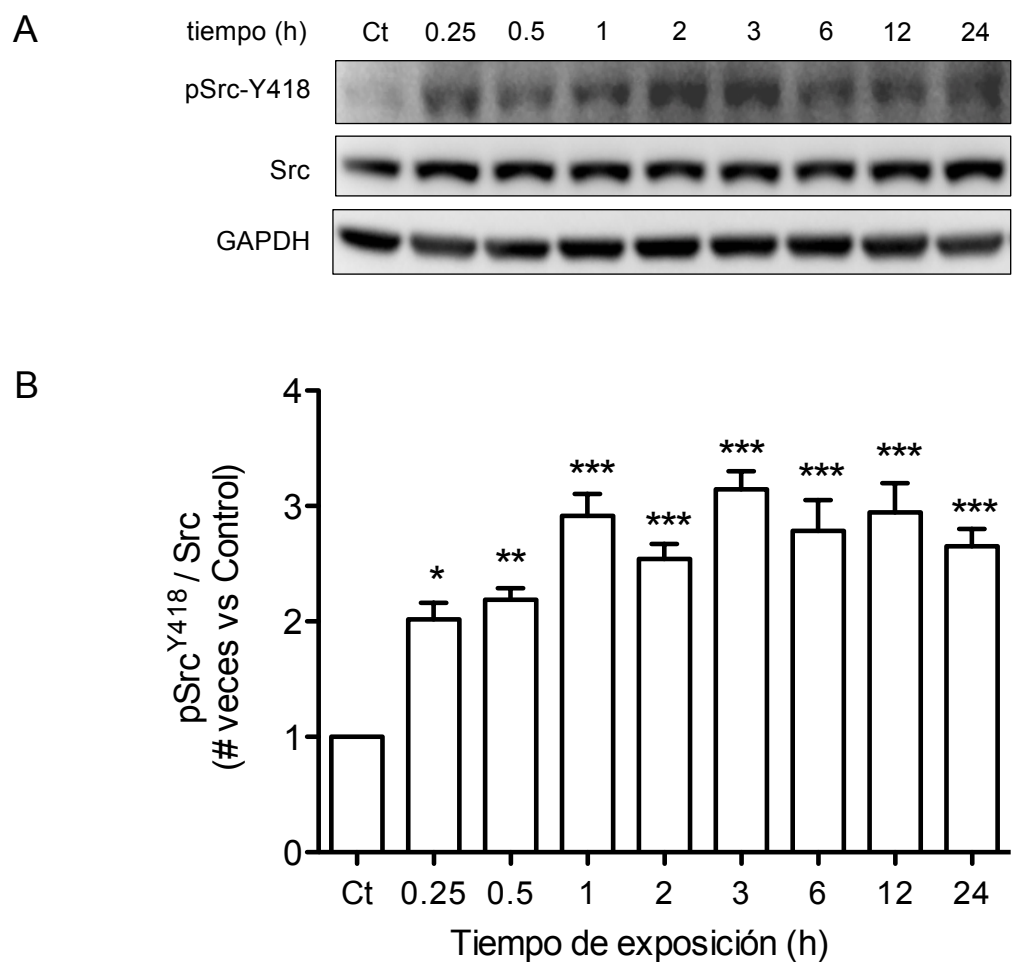 A
tiempo (h) Ct 0.25 0.5 1 2 3 6 12 24
pSrc-Y418
Src
GAPDH
B
pSrcY418 / Src
(# veces vs Control)
4
3
2
1
0
* ** *** *** *** *** *** ***
Ct 0.25 0.5 1 2 3 6 12 24
Tiempo de exposición (h)